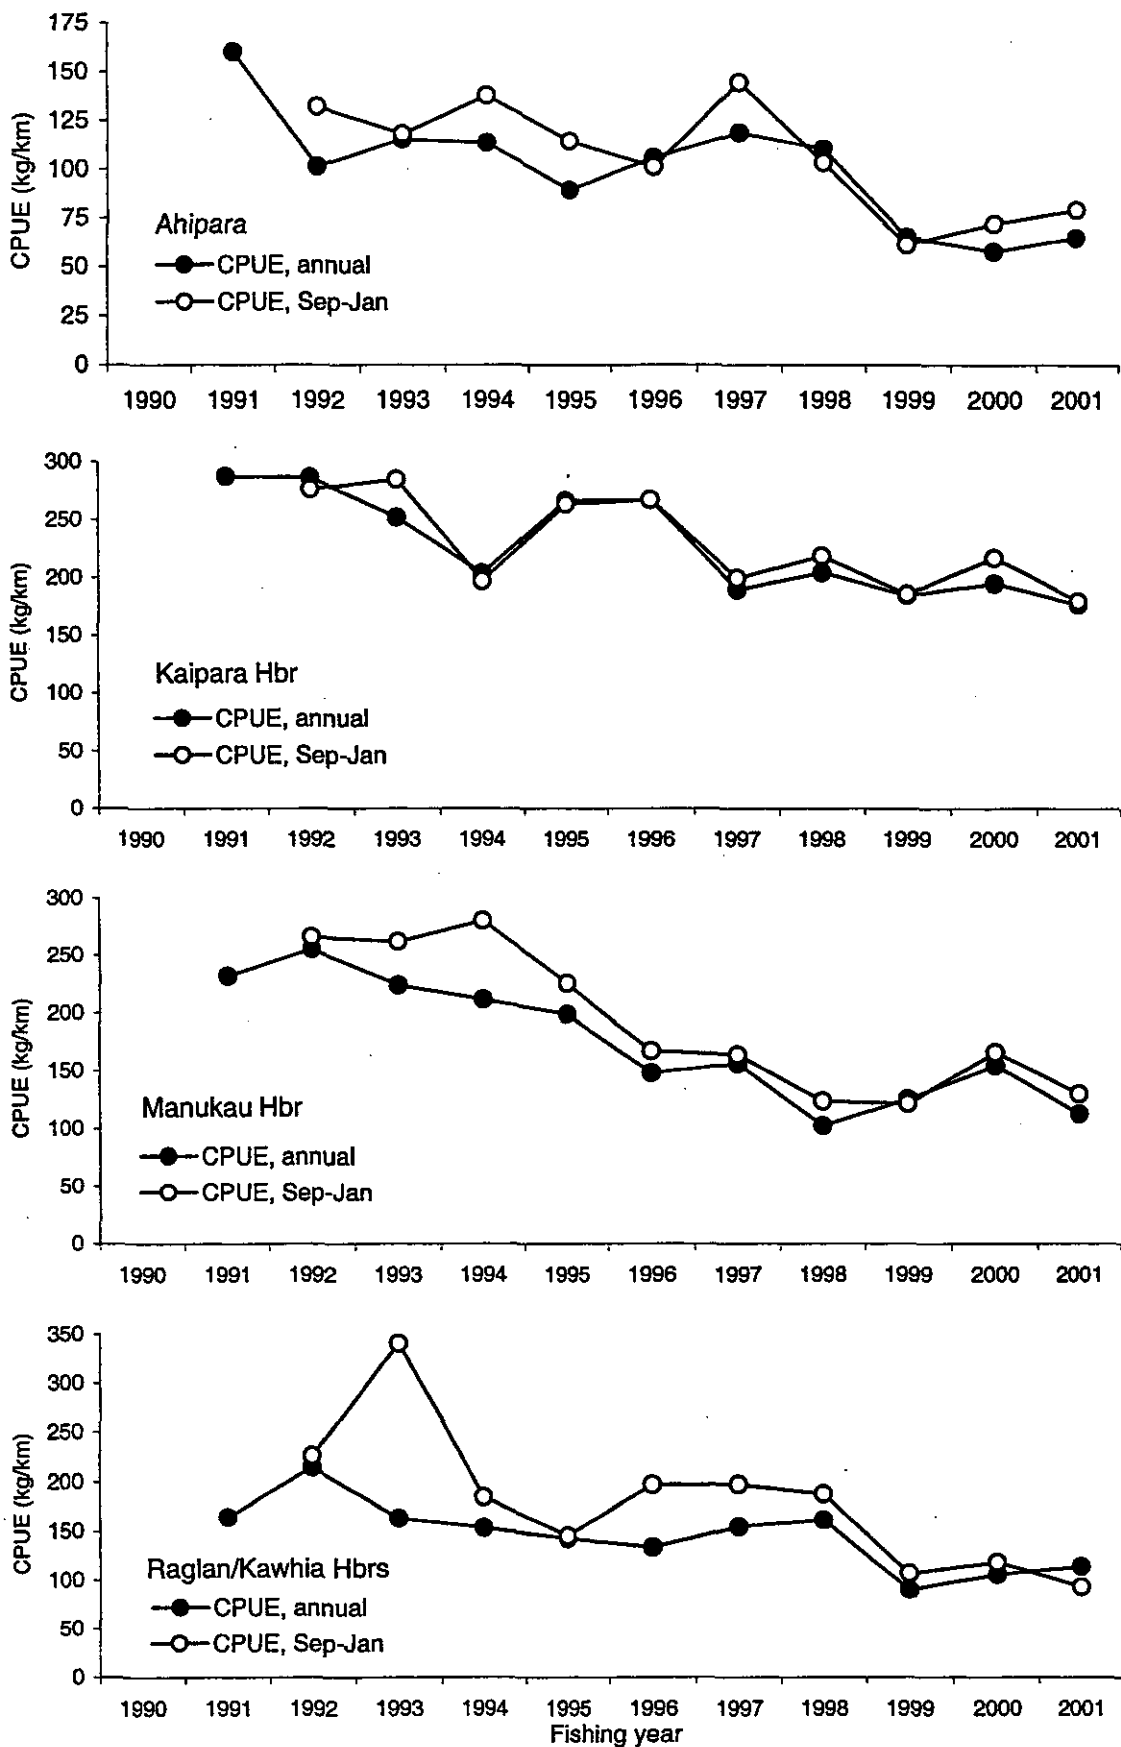 175
150
125
100
75
50
25
0
CPUE (kg/km)
Ahipara
CPUE, annual
CPUE, Sep-Jan
1990 1991 1992 1993 1994 1995 1996 1997 1998 1999 2000 2001
300
250
200
150
100
50
0
CPUE (kg/km)
Kaipara Hbr
CPUE, annual
CPUE, Sep-Jan
1990 1991 1992 1993 1994 1995 1996 1997 1998 1999 2000 2001
300
250
200
150
100
50
0
CPUE (kg/km)
Manukau Hbr
CPUE, annual
CPUE, Sep-Jan
1990 1991 1992 1993 1994 1995 1996 1997 1998 1999 2000 2001
350
300
250
200
150
100
50
0
CPUE (kg/km)
Raglan/Kawhia Hbrs
CPUE, annual
CPUE, Sep-Jan
1990 1991 1992 1993 1994 1995 1996 1997 1998 1999 2000 2001
Fishing year